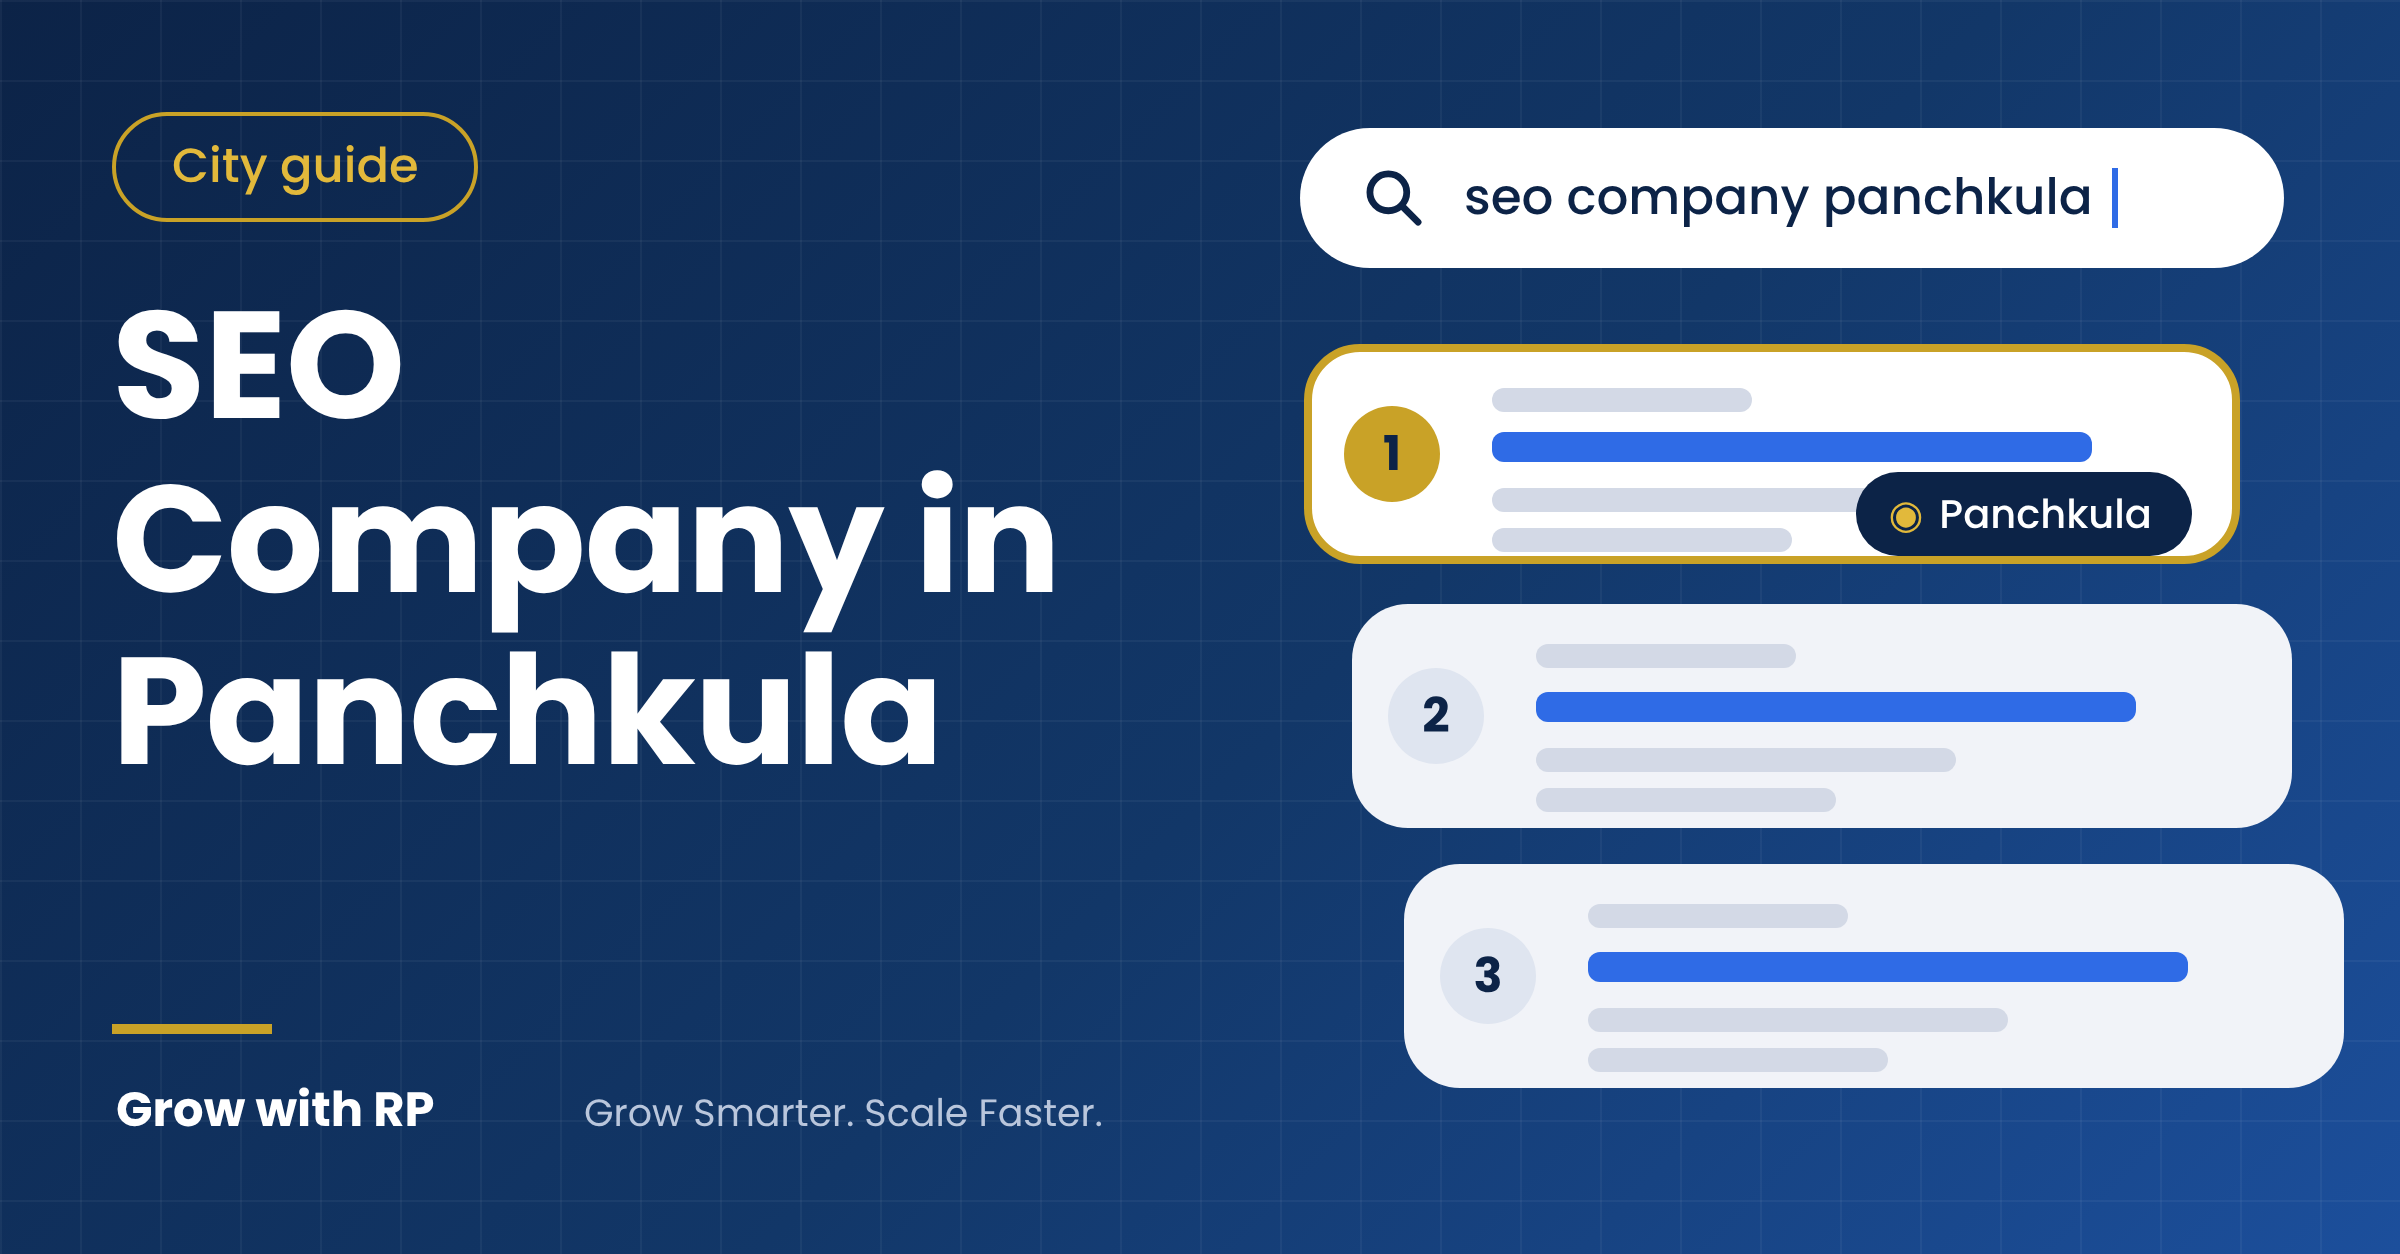 City guide
SEO
Company in
Panchkula
Grow with RP
Grow Smarter. Scale Faster.
seo company panchkula
1
Panchkula
2
3